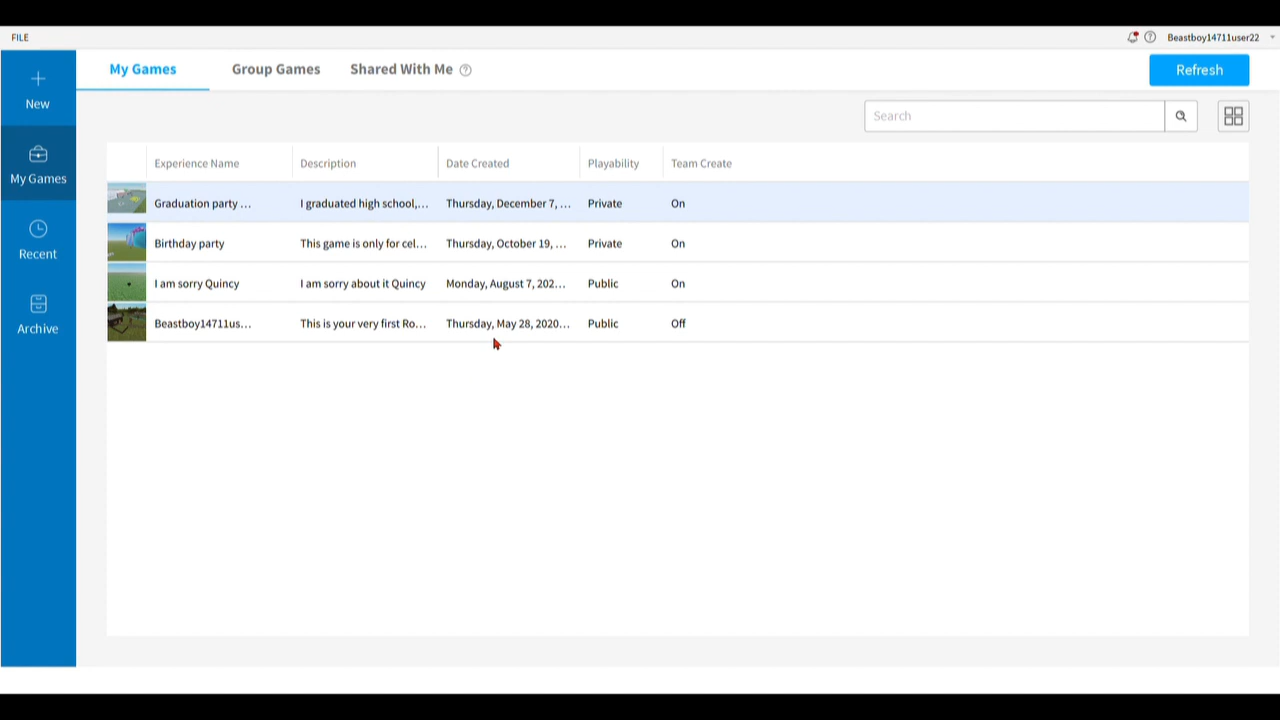 FILE
Beastboy14711user22
New
My Games
Recent
Archive
My Games Group Games Shared With Me
Refresh
Search
Experience Name Description Date Created Playability Team Create
Graduation party ... I graduated high school,... Thursday, December 7, ... Private On
Birthday party This game is only for cel... Thursday, October 19, ... Private On
I am sorry Quincy I am sorry about it Quincy Monday, August 7, 202... Public On
Beastboy14711us... This is your very first Ro... Thursday, May 28, 2020... Public Off